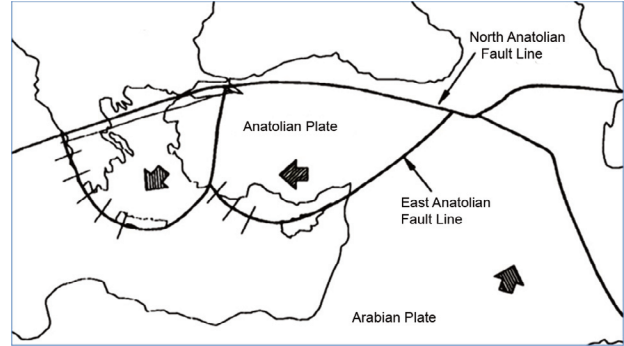 North Anatolian
Fault Line
Anatolian Plate
East Anatolian
Fault Line
Arabian Plate